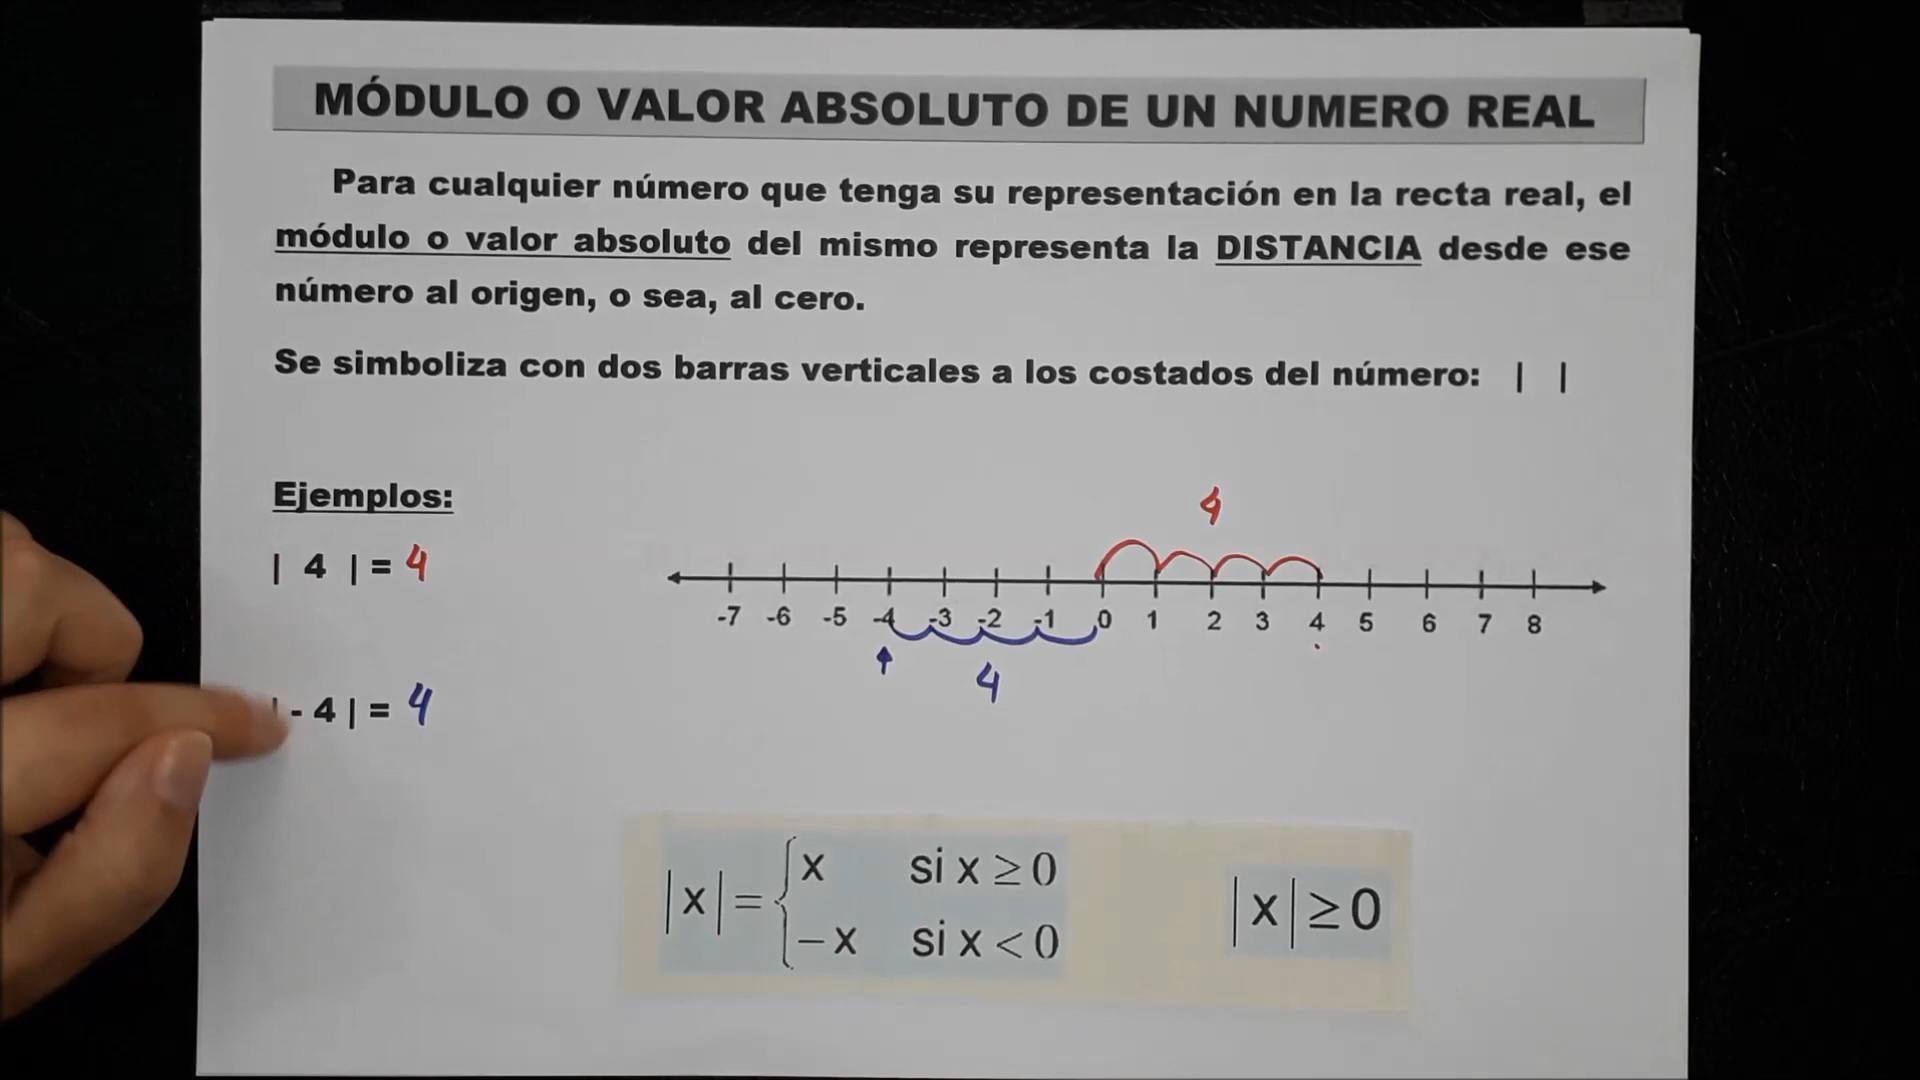 MÓDULO O VALOR ABSOLUTO DE UN NUMERO REAL
Para cualquier número que tenga su representación en la recta real, el
módulo o valor absoluto del mismo representa la DISTANCIA desde ese
número al origen, o sea, al cero.
Se simboliza con dos barras verticales a los costados del número: | |
Ejemplos:
4
| 4 | = 4
-7 -6 -5 -4 -3 -2 -1 0 1 2 3 4 5 6 7 8
4
| - 4 | = 4
|x| = { x si x ≥ 0
-x si x < 0
|x| ≥ 0